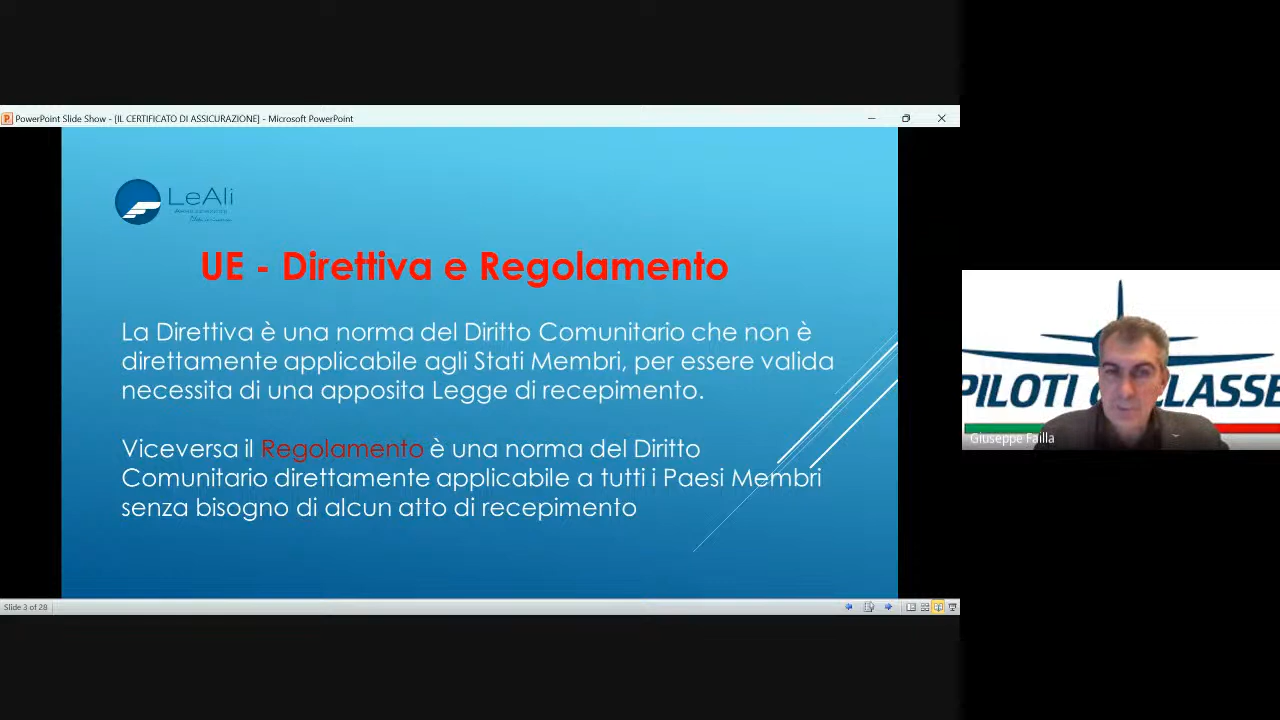 PowerPoint Slide Show - [IL CERTIFICATO DI ASSICURAZIONE] - Microsoft PowerPoint
LeAli
UE - Direttiva e Regolamento
La Direttiva è una norma del Diritto Comunitario che non è
direttamente applicabile agli Stati Membri, per essere valida
necessita di una apposita Legge di recepimento.
Viceversa il Regolamento è una norma del Diritto
Comunitario direttamente applicabile a tutti i Paesi Membri
senza bisogno di alcun atto di recepimento
Slide 3 of 28
PILOTI CLASSE
Giuseppe Failla